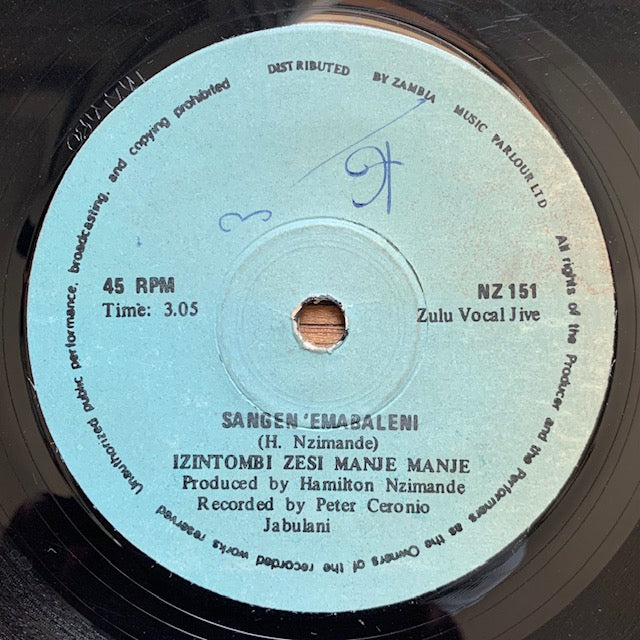 DISTRIBUTED BY ZAMBIA MUSIC PARLOUR LTD
All rights of the Producer and the Performers as the Owners of the recorded works reserved Unauthorized public performance, broadcasting, and copying prohibited
45 RPM
Time: 3.05
NZ 151
Zulu Vocal Jive
SANGEN 'EMABALENI
(H. Nzimande)
IZINTOMBI ZESI MANJE MANJE
Produced by Hamilton Nzimande
Recorded by Peter Ceronio
Jabulani